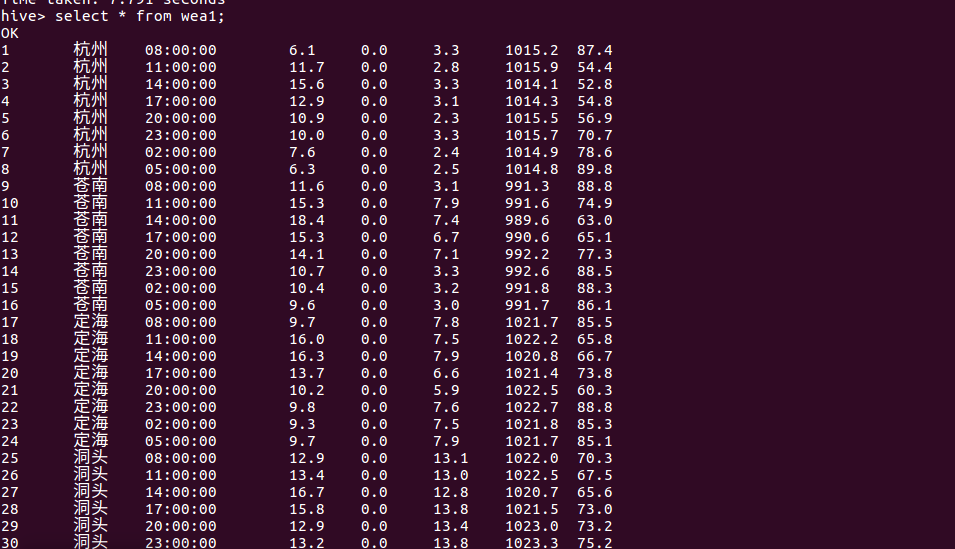 Time taken: 7.791 seconds
hive> select * from wea1;
OK
1 杭州 08:00:00 6.1 0.0 3.3 1015.2 87.4
2 杭州 11:00:00 11.7 0.0 2.8 1015.9 54.4
3 杭州 14:00:00 15.6 0.0 3.3 1014.1 52.8
4 杭州 17:00:00 12.9 0.0 3.1 1014.3 54.8
5 杭州 20:00:00 10.9 0.0 2.3 1015.5 56.9
6 杭州 23:00:00 10.0 0.0 3.3 1015.7 70.7
7 杭州 02:00:00 7.6 0.0 2.4 1014.9 78.6
8 杭州 05:00:00 6.3 0.0 2.5 1014.8 89.8
9 苍南 08:00:00 11.6 0.0 3.1 991.3 88.8
10 苍南 11:00:00 15.3 0.0 7.9 991.6 74.9
11 苍南 14:00:00 18.4 0.0 7.4 989.6 63.0
12 苍南 17:00:00 15.3 0.0 6.7 990.6 65.1
13 苍南 20:00:00 14.1 0.0 7.1 992.2 77.3
14 苍南 23:00:00 10.7 0.0 3.3 992.6 88.5
15 苍南 02:00:00 10.4 0.0 3.2 991.8 88.3
16 苍南 05:00:00 9.6 0.0 3.0 991.7 86.1
17 定海 08:00:00 9.7 0.0 7.8 1021.7 85.5
18 定海 11:00:00 16.0 0.0 7.5 1022.2 65.8
19 定海 14:00:00 16.3 0.0 7.9 1020.8 66.7
20 定海 17:00:00 13.7 0.0 6.6 1021.4 73.8
21 定海 20:00:00 10.2 0.0 5.9 1022.5 60.3
22 定海 23:00:00 9.8 0.0 7.6 1022.7 88.8
23 定海 02:00:00 9.3 0.0 7.5 1021.8 85.3
24 定海 05:00:00 9.7 0.0 7.9 1021.7 85.1
25 洞头 08:00:00 12.9 0.0 13.1 1022.0 70.3
26 洞头 11:00:00 13.4 0.0 13.0 1022.5 67.5
27 洞头 14:00:00 16.7 0.0 12.8 1020.7 65.6
28 洞头 17:00:00 15.8 0.0 13.8 1021.5 73.0
29 洞头 20:00:00 12.9 0.0 13.4 1023.0 73.2
30 洞头 23:00:00 13.2 0.0 13.8 1023.3 75.2